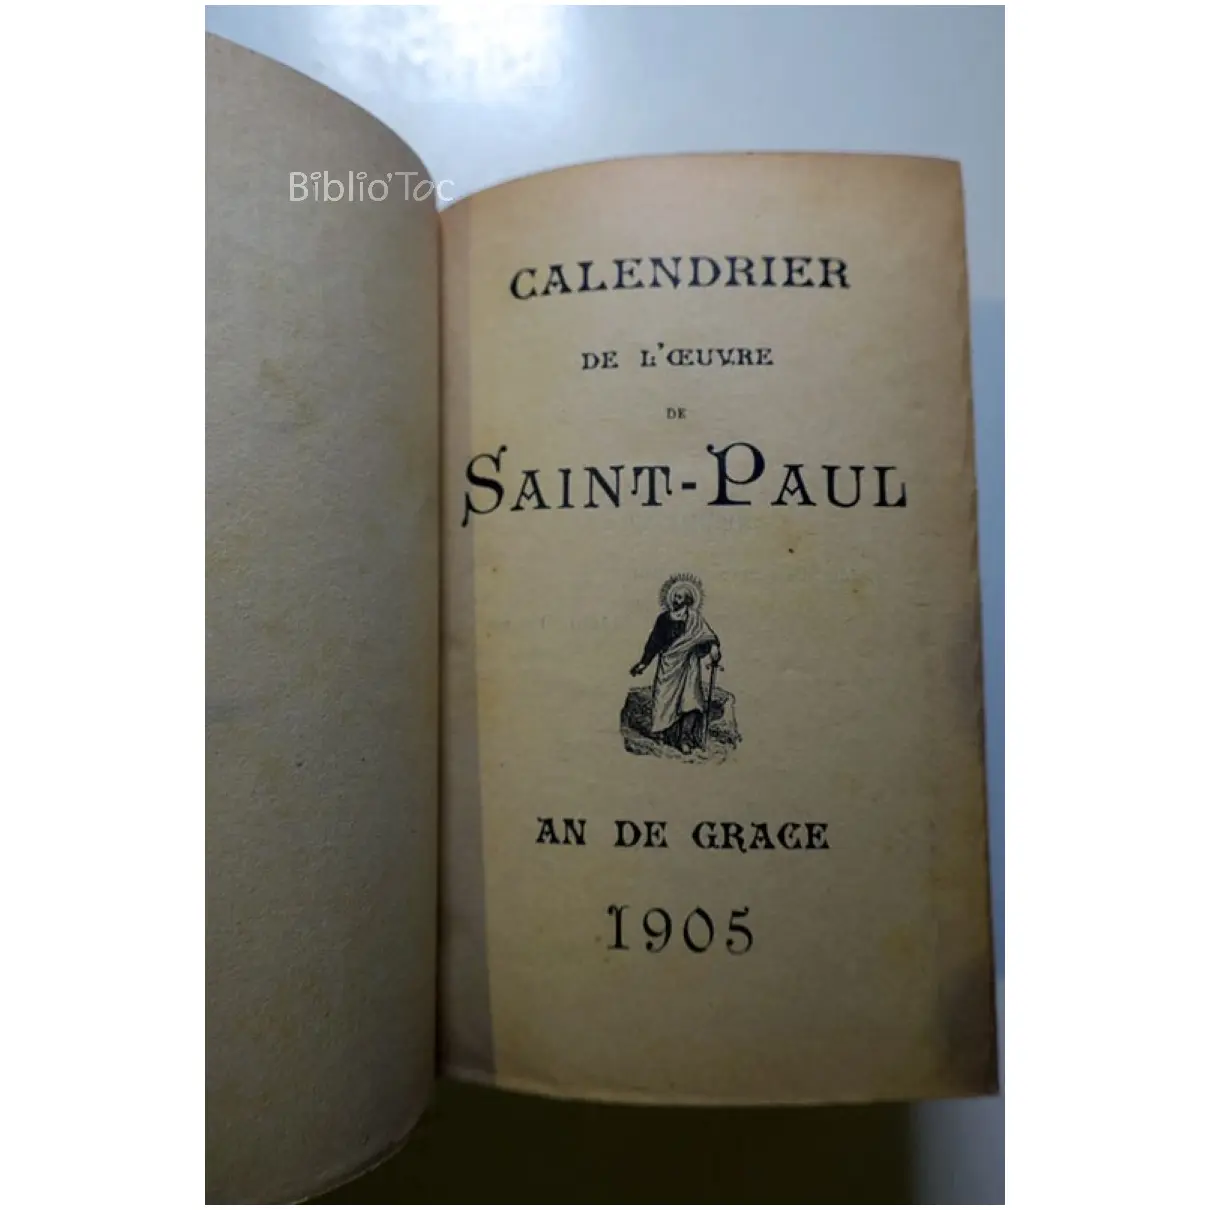 Biblio'Toc
CALENDRIER
DE L'ŒUVRE
DE
SAINT-PAUL
AN DE GRACE
1905